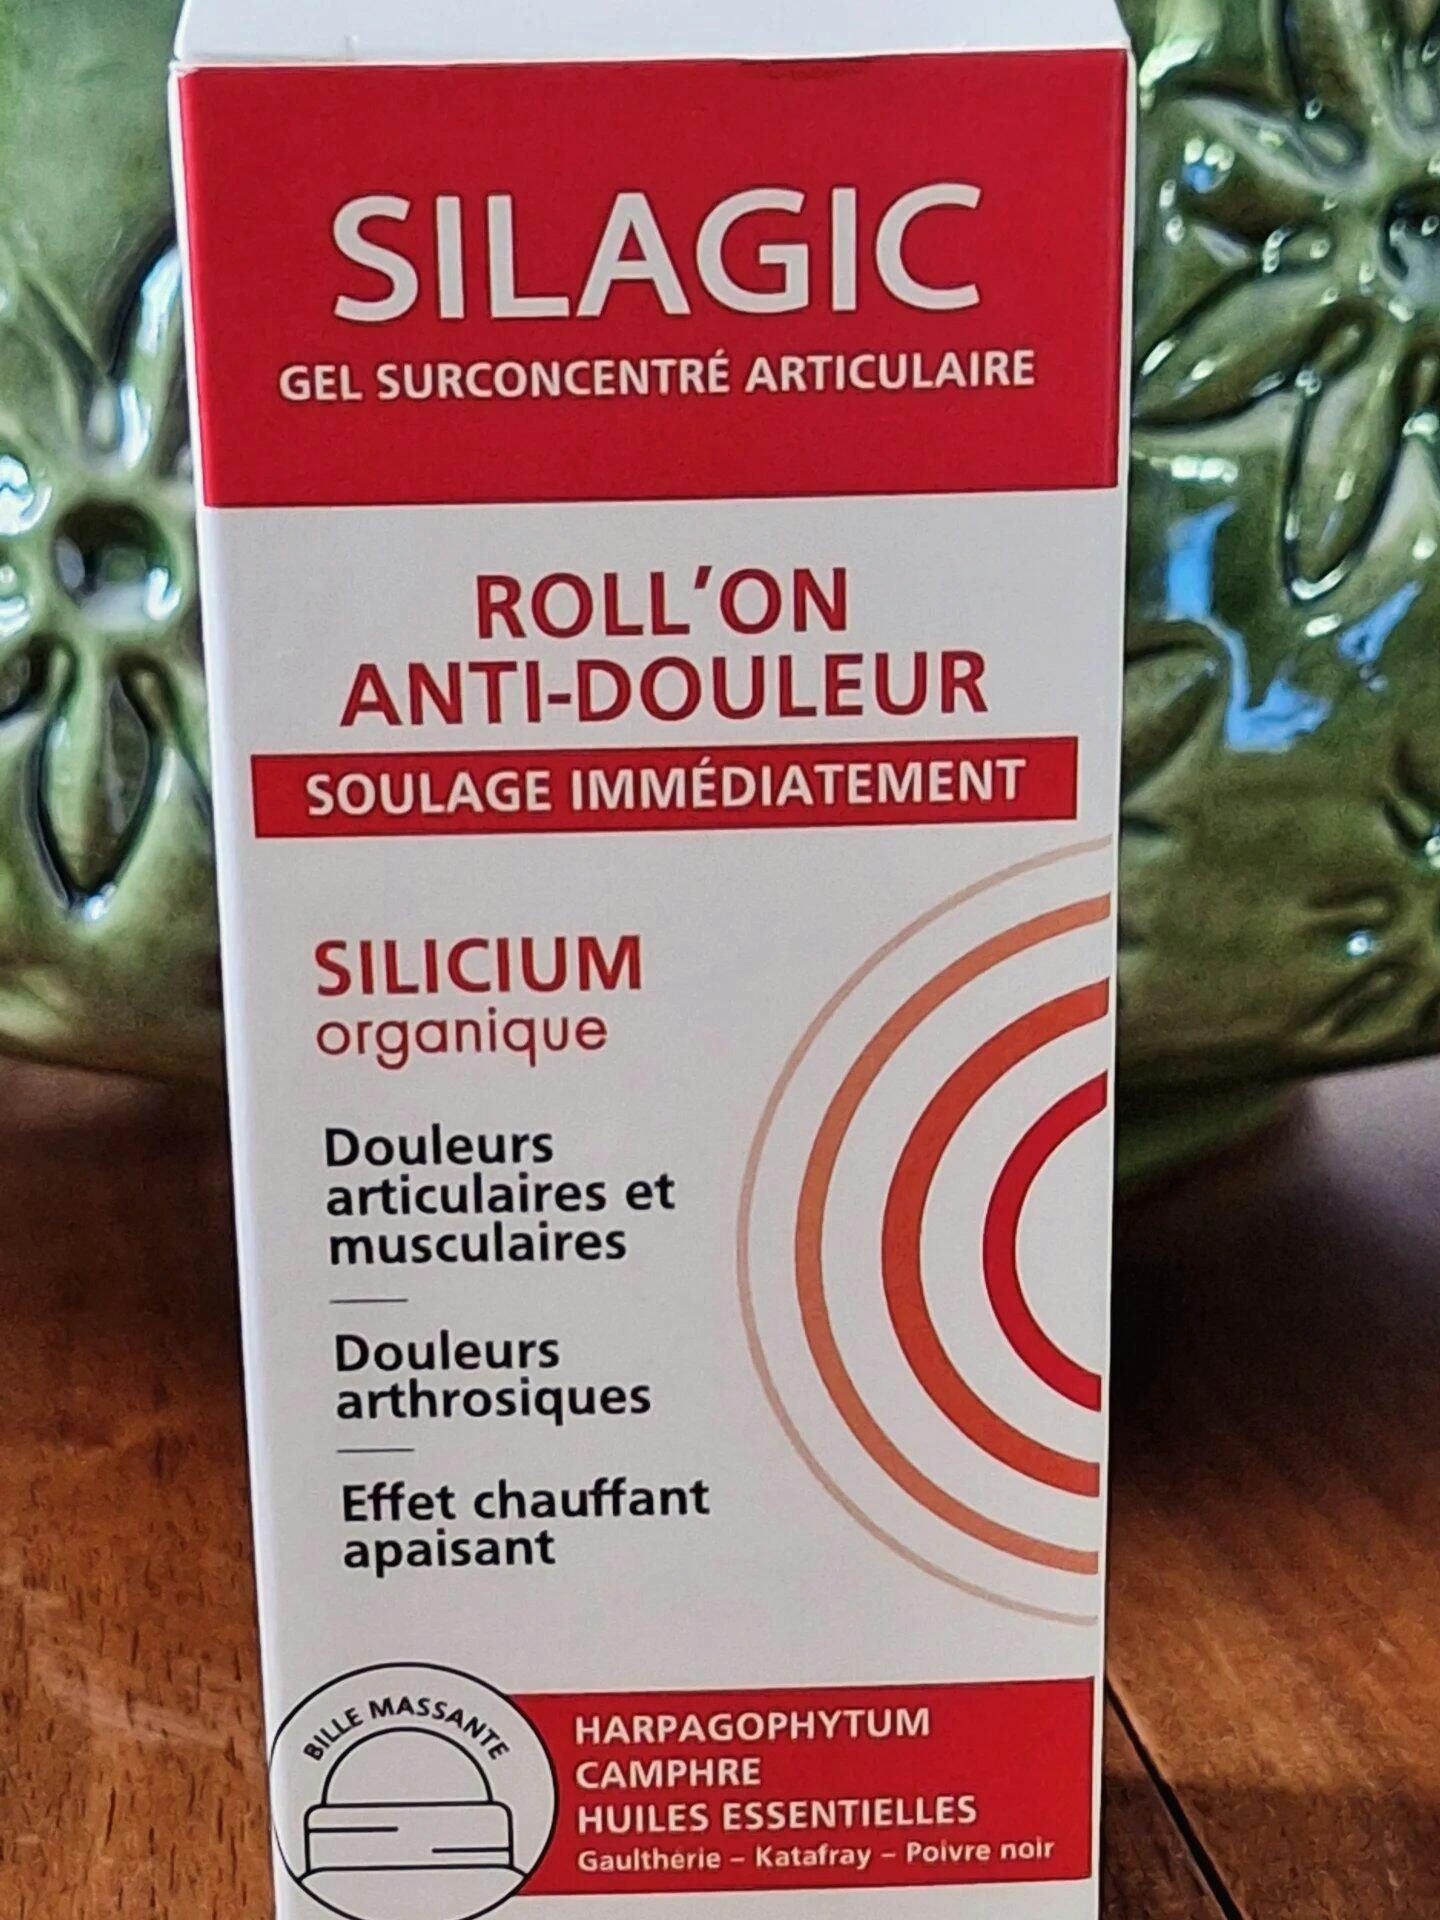 SILAGIC
GEL SURCONCENTRÉ ARTICULAIRE
ROLL'ON
ANTI-DOULEUR
SOULAGE IMMÉDIATEMENT
SILICIUM
organique
Douleurs
articulaires et
musculaires
Douleurs
arthrosiques
Effet chauffant
apaisant
BILLE MASSANTE
HARPAGOPHYTUM
CAMPHRE
HUILES ESSENTIELLES
Gaulthérie – Katafray – Poivre noir